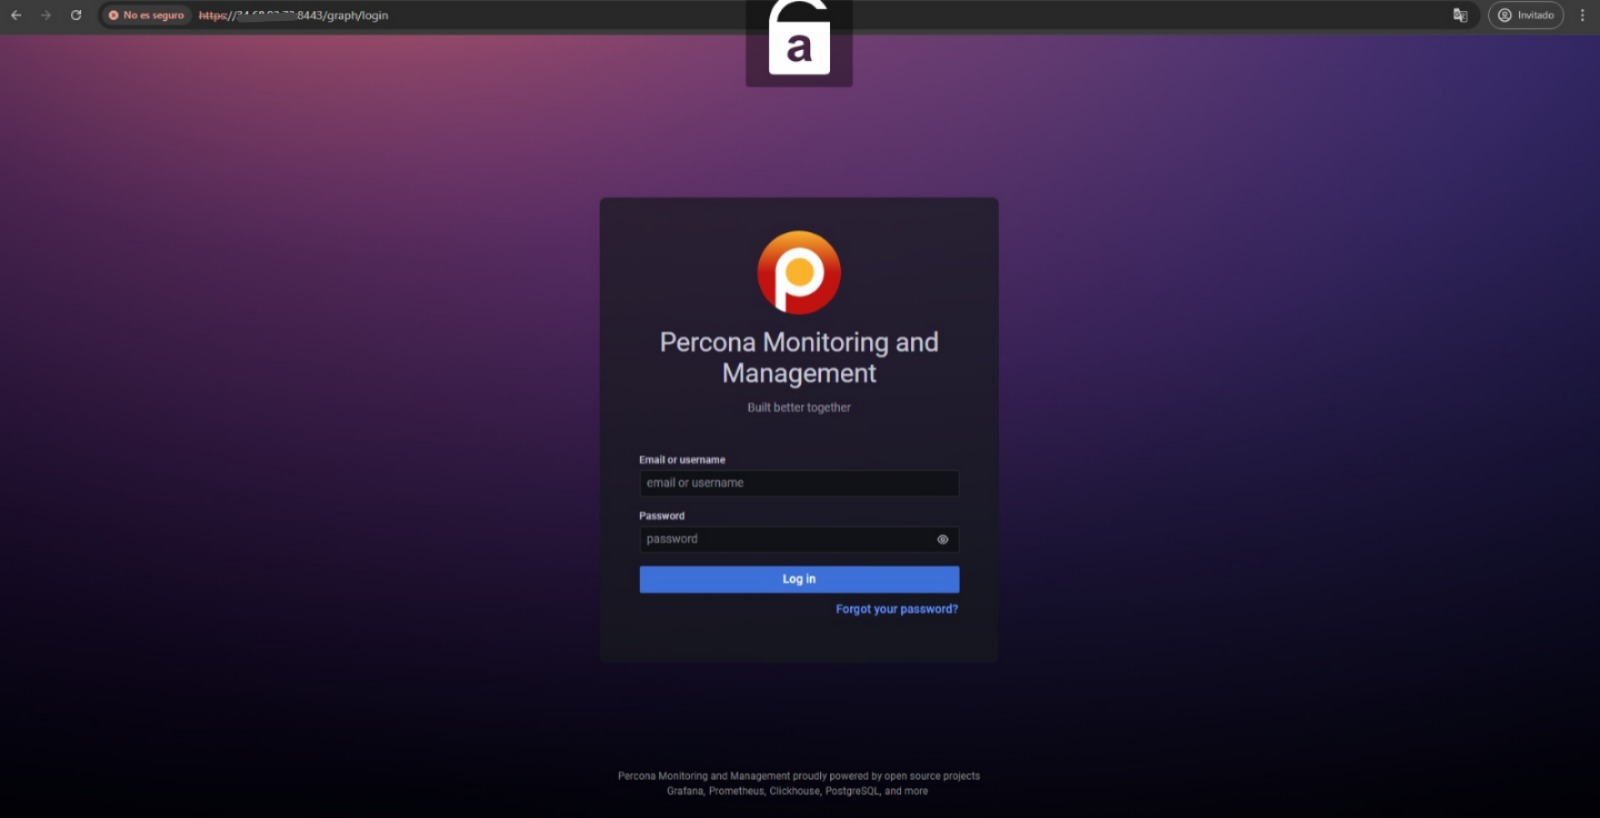 No es seguro https:// :8443/graph/login Invitado
a
Percona Monitoring and
Management
Built better together
Email or username
email or username
Password
password
Log in
Forgot your password?
Percona Monitoring and Management proudly powered by open source projects
Grafana, Prometheus, Clickhouse, PostgreSQL, and more